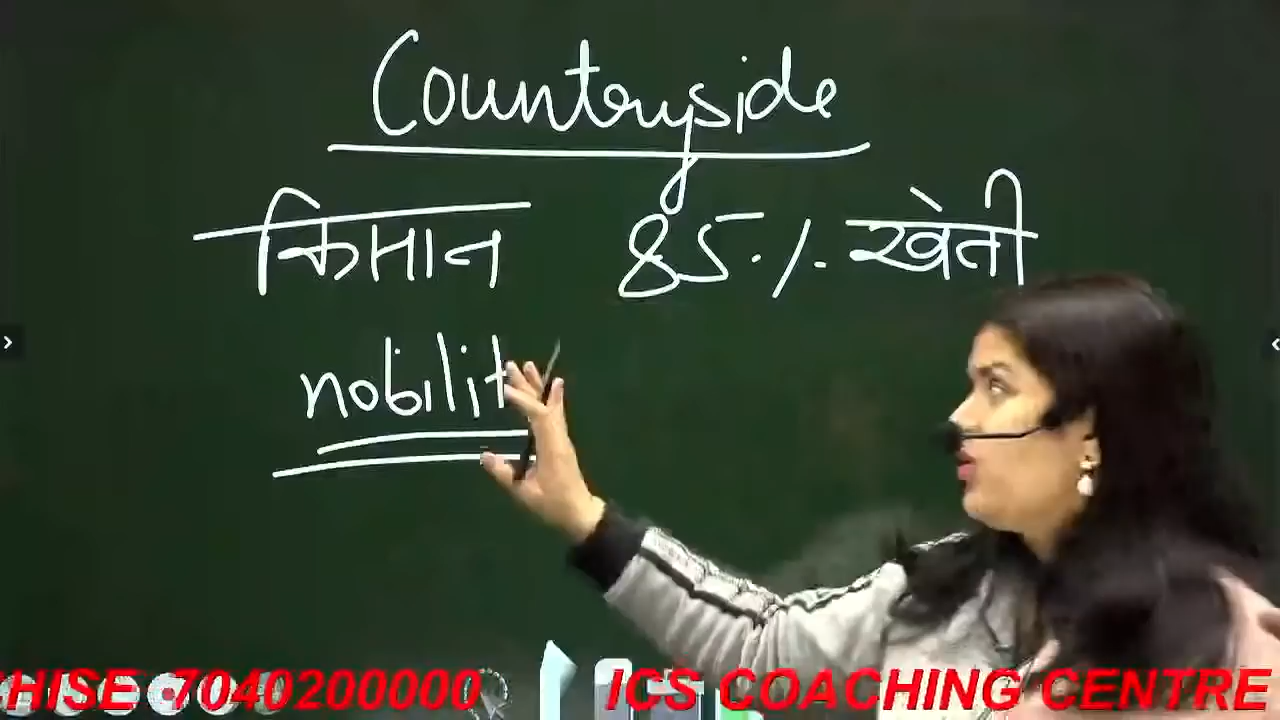 Countryside
किसान 85% खेती
nobilit
HISE 7040200000 ICS COACHING CENTRE